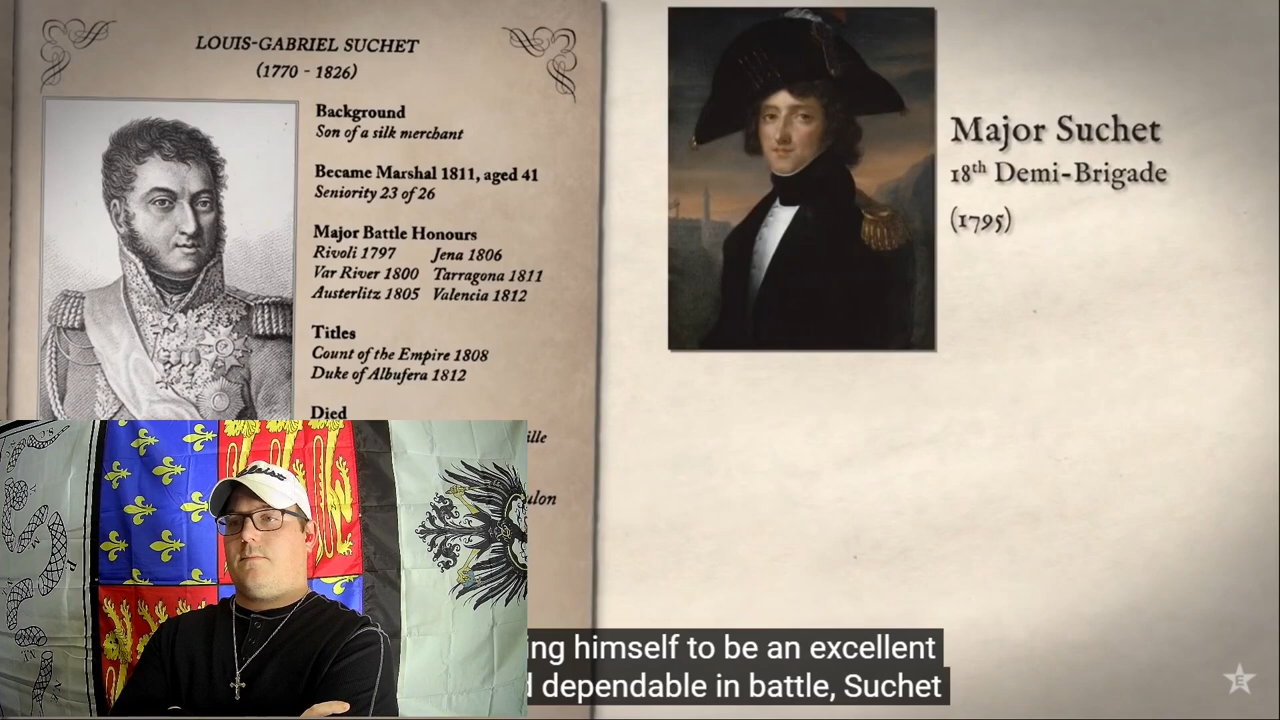 LOUIS-GABRIEL SUCHET
(1770 - 1826)
Background
Son of a silk merchant
Became Marshal 1811, aged 41
Seniority 23 of 26
Major Battle Honours
Rivoli 1797 Jena 1806
Var River 1800 Tarragona 1811
Austerlitz 1805 Valencia 1812
Titles
Count of the Empire 1808
Duke of Albufera 1812
Died
Major Suchet
18th Demi-Brigade
(1795)
himself to be an excellent
dependable in battle, Suchet